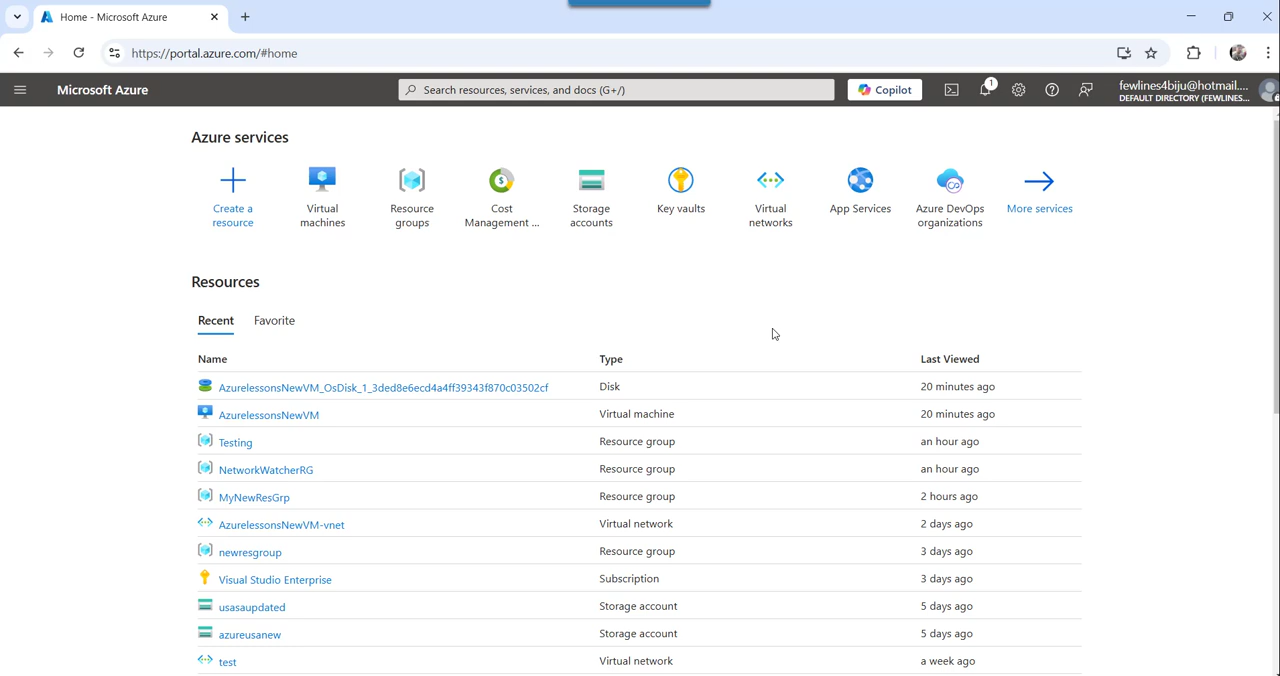 Home - Microsoft Azure
https://portal.azure.com/#home
Microsoft Azure
Search resources, services, and docs (G+/)
Copilot
1
fewlines4biju@hotmail....
DEFAULT DIRECTORY (FEWLINES...
Azure services
Create a
resource
Virtual
machines
Resource
groups
Cost
Management ...
Storage
accounts
Key vaults
Virtual
networks
App Services
Azure DevOps
organizations
More services
Resources
Recent Favorite
Name Type Last Viewed
AzurelessonsNewVM_OsDisk_1_3ded8e6ecd4a4ff39343f870c03502cf Disk 20 minutes ago
AzurelessonsNewVM Virtual machine 20 minutes ago
Testing Resource group an hour ago
NetworkWatcherRG Resource group an hour ago
MyNewResGrp Resource group 2 hours ago
AzurelessonsNewVM-vnet Virtual network 2 days ago
newresgroup Resource group 3 days ago
Visual Studio Enterprise Subscription 3 days ago
usasaupdated Storage account 5 days ago
azureusanew Storage account 5 days ago
test Virtual network a week ago